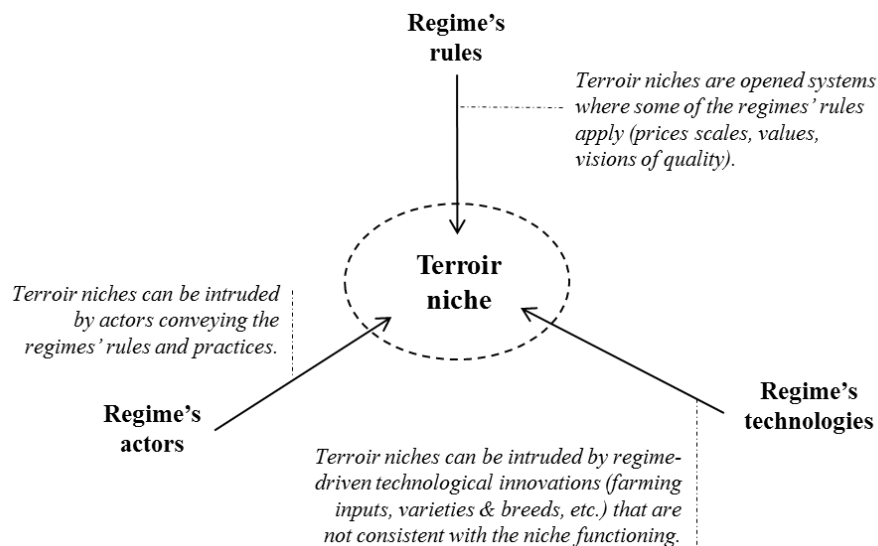 Regime's
rules
Terroir niches are opened systems
where some of the regimes' rules
apply (prices scales, values,
visions of quality).
Terroir
niche
Terroir niches can be intruded
by actors conveying the
regimes' rules and practices.
Regime's
actors
Regime's
technologies
Terroir niches can be intruded by regime-
driven technological innovations (farming
inputs, varieties & breeds, etc.) that are
not consistent with the niche functioning.